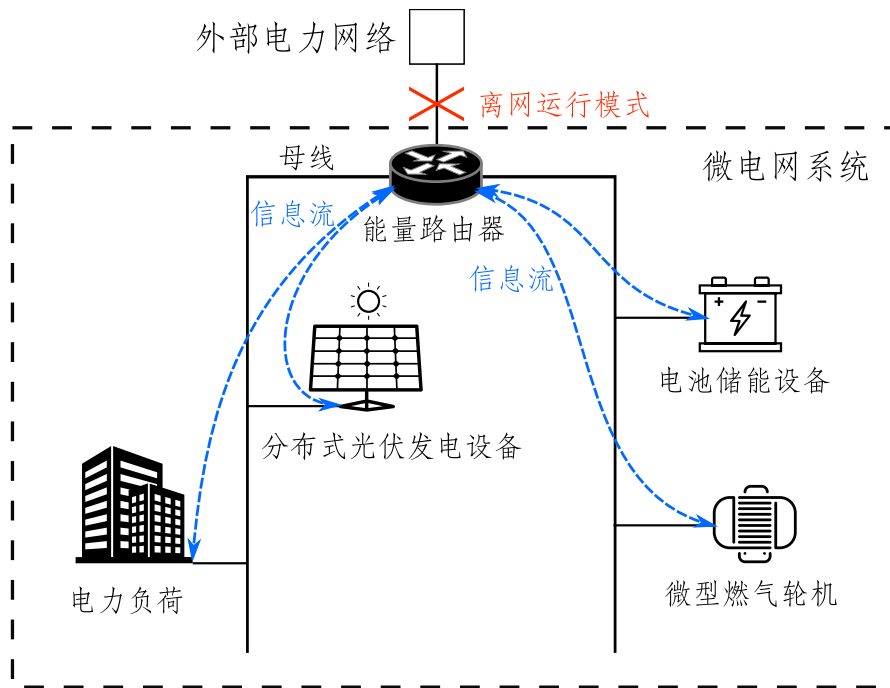 外部电力网络
离网运行模式
母线
微电网系统
信息流
能量路由器
信息流
电池储能设备
分布式光伏发电设备
电力负荷
微型燃气轮机